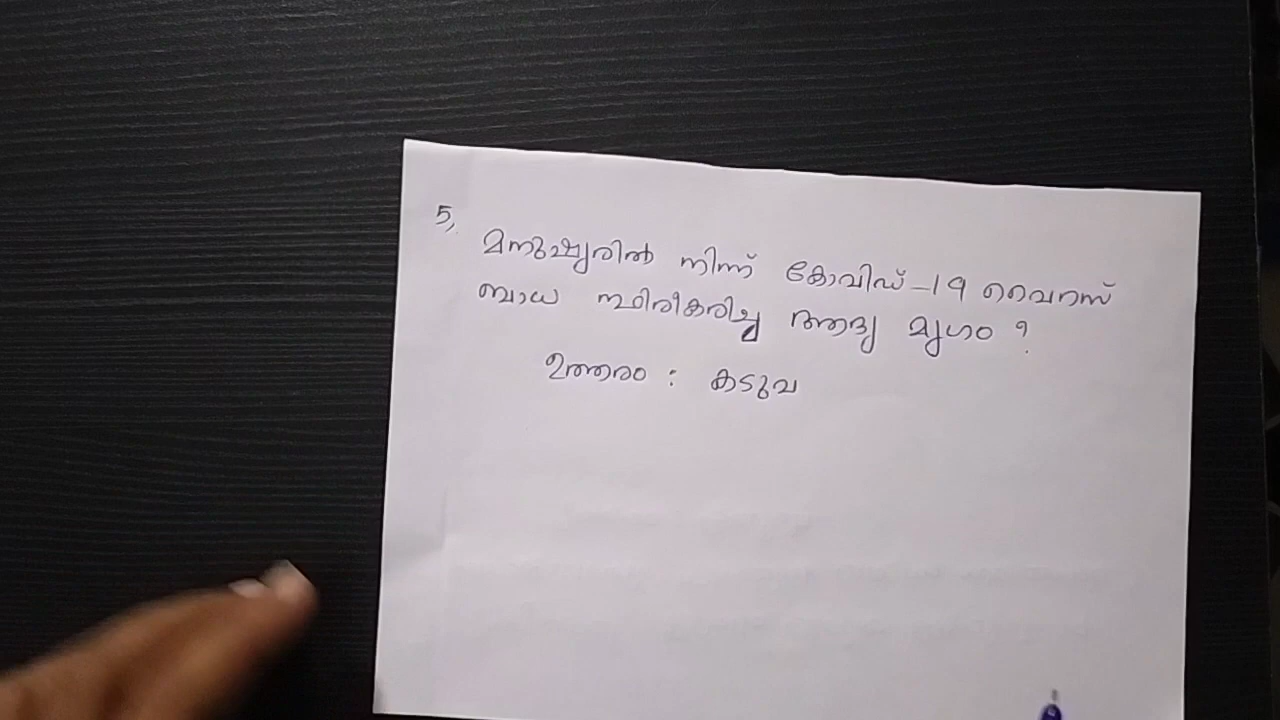 5, മനുഷ്യരിൽ നിന്ന് കോവിഡ്-19 വൈറസ്
ബാധ സ്ഥിരീകരിച്ച ആദ്യ മൃഗം ?
ഉത്തരം : കടുവ